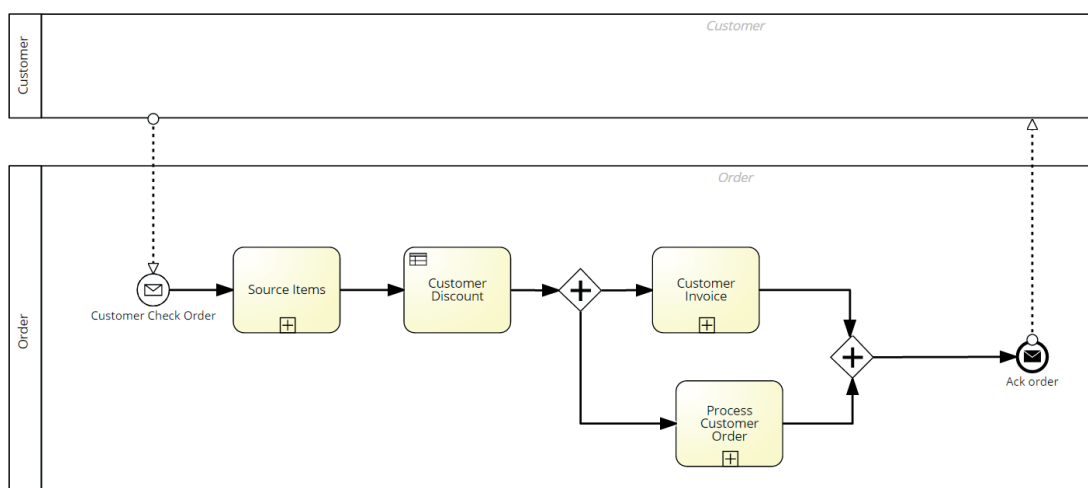 Customer
Customer
Order
Order
Customer Check Order
Source Items
Customer
Discount
Customer
Invoice
Process
Customer
Order
Ack order